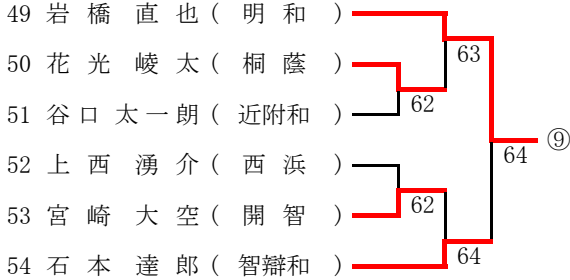 49 岩橋直也(明和)
63
50 花光崚太(桐蔭)
62
51 谷口太一朗(近附和)
64 ⑨
52 上西湧介(西浜)
62
53 宮崎大空(開智)
64
54 石本達郎(智辯和)